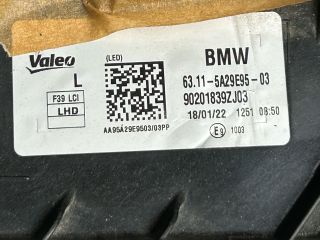 Valeo
(LED)
BMW
L
63.11-5A29E95-03
F39 LCI
90201839ZJ03
LHD
18/01/22 1251 08:50
AA95A29E9503/03PP
E9 1003